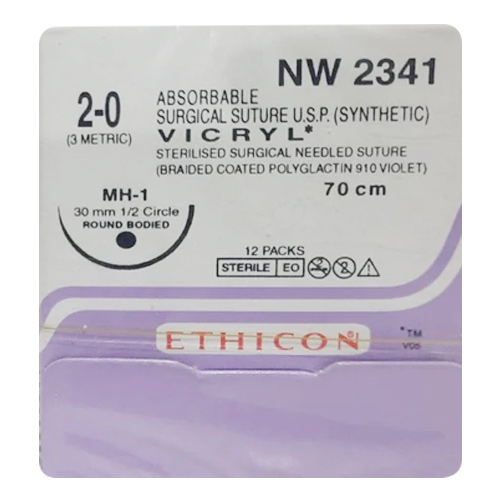 NW 2341
2-0
(3 METRIC)
ABSORBABLE
SURGICAL SUTURE U.S.P. (SYNTHETIC)
VICRYL*
STERILISED SURGICAL NEEDLED SUTURE
(BRAIDED COATED POLYGLACTIN 910 VIOLET)
70 cm
MH-1
30 mm 1/2 Circle
ROUND BODIED
12 PACKS
STERILE EO
2
ETHICON®
*TM
V05